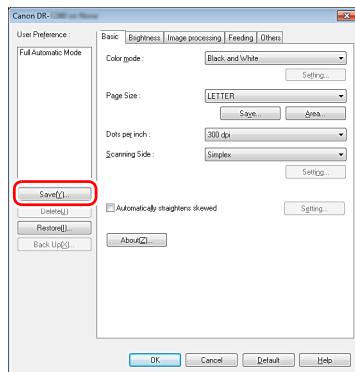 Canon DR-
User Preference :
Full Automatic Mode
Save(Y)...
Delete(J)
Restore(I)...
Back Up(X)...
Basic Brightness Image processing Feeding Others
Color mode : Black and White
Setting...
Page Size : LETTER
Save... Area...
Dots per inch : 300 dpi
Scanning Side : Simplex
Setting...
Automatically straightens skewed Setting...
About(Z)...
OK Cancel Default Help